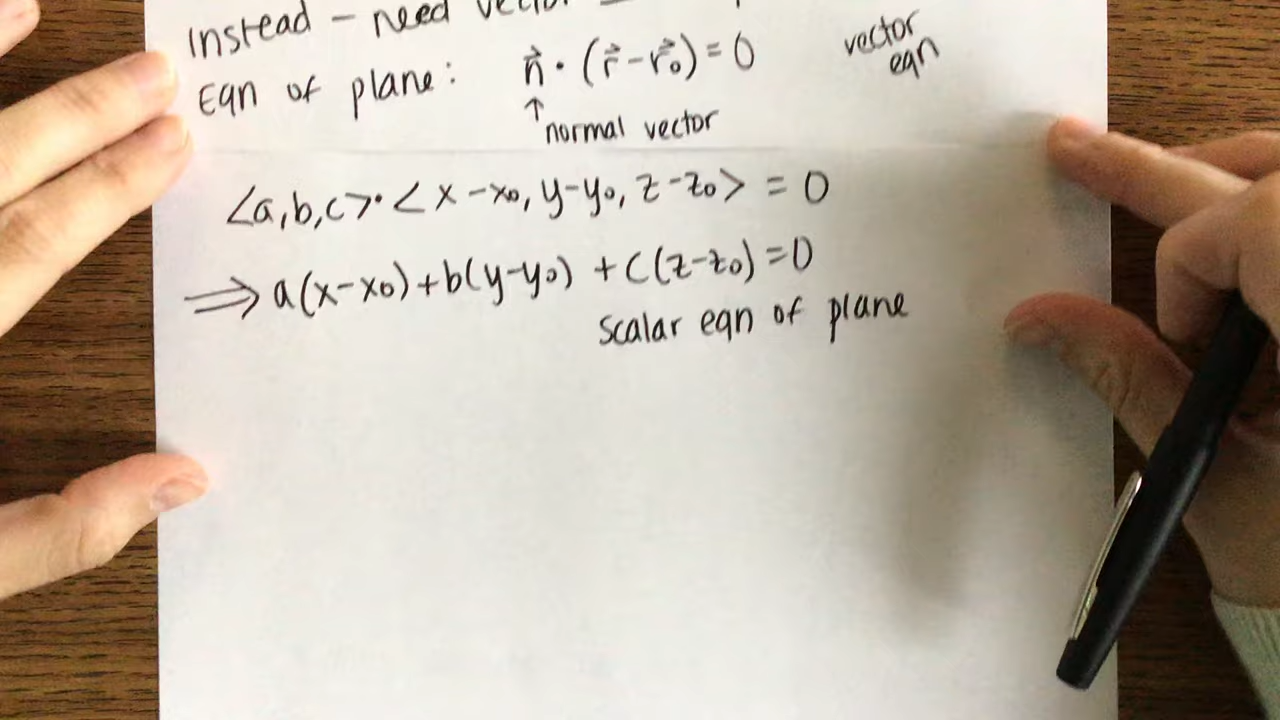 Instead - need vector
Eqn of plane: n⃗ · (r⃗ - r⃗₀) = 0 vector eqn
↑
normal vector
<a, b, c> · < x - x₀, y - y₀, z - z₀ > = 0
⟹ a(x - x₀) + b(y - y₀) + c(z - z₀) = 0
scalar eqn of plane